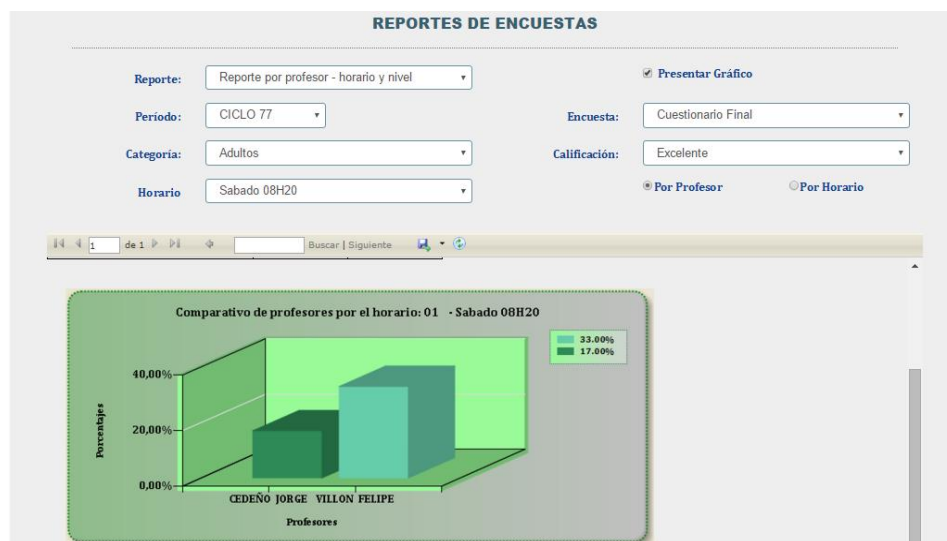 REPORTES DE ENCUESTAS
Reporte: Reporte por profesor - horario y nivel Presentar Gráfico
Período: CICLO 77 Encuesta: Cuestionario Final
Categoría: Adultos Calificación: Excelente
Horario Sabado 08H20 Por Profesor Por Horario
1 de 1 Buscar | Siguiente
Comparativo de profesores por el horario: 01 - Sabado 08H20
33.00%
17.00%
40,00%
20,00%
0,00%
Porcentajes
CEDEÑO JORGE VILLON FELIPE
Profesores